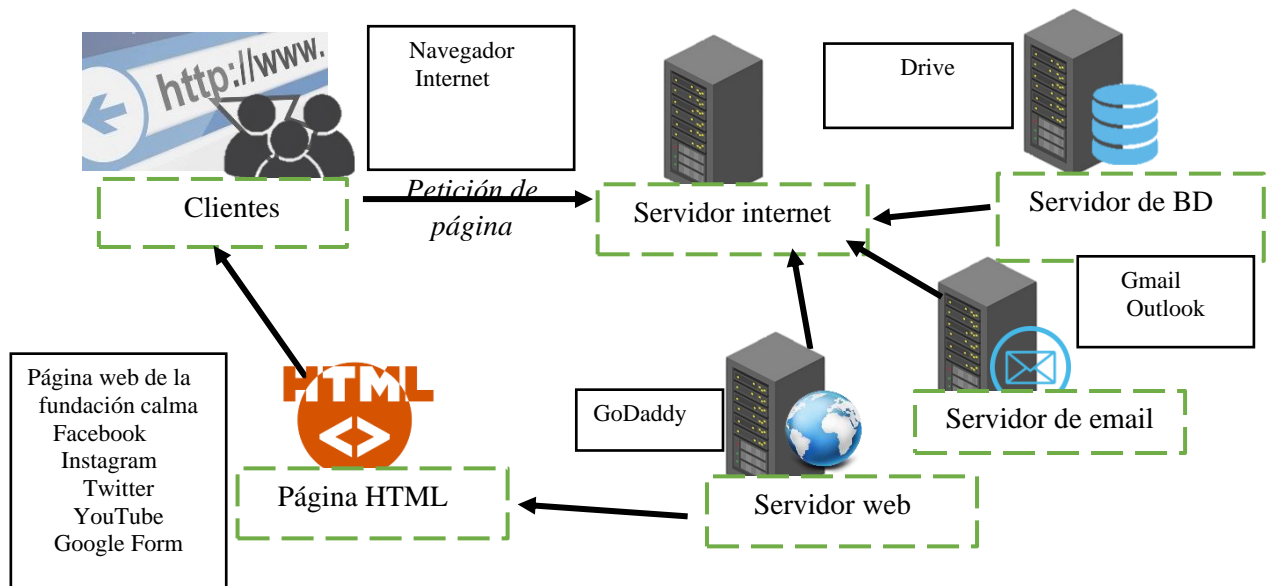 http://www.
Navegador
Internet
Drive
Petición de
página
Clientes
Servidor internet
Servidor de BD
Gmail
Outlook
Página web de la
fundación calma
Facebook
Instagram
Twitter
YouTube
Google Form
HTML
<>
Página HTML
GoDaddy
Servidor web
Servidor de email